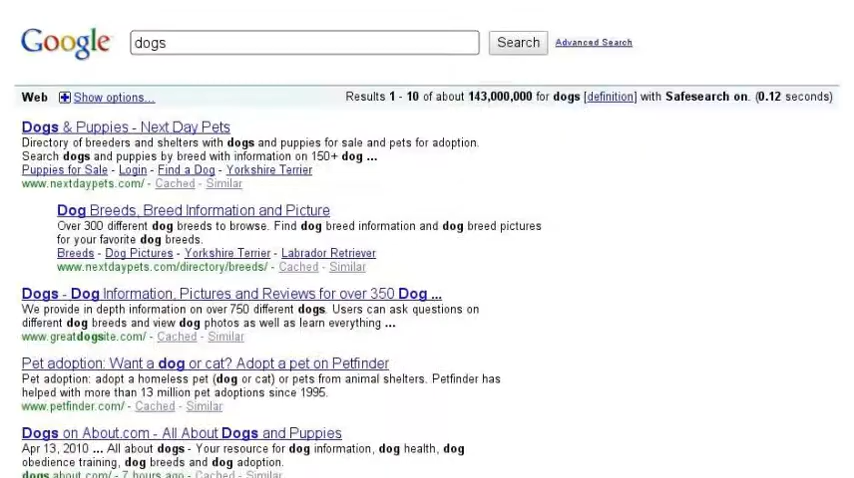 Google dogs Search Advanced Search
Web Show options... Results 1 - 10 of about 143,000,000 for dogs [definition] with Safesearch on. (0.12 seconds)
Dogs & Puppies - Next Day Pets
Directory of breeders and shelters with dogs and puppies for sale and pets for adoption.
Search dogs and puppies by breed with information on 150+ dog ...
Puppies for Sale - Login - Find a Dog - Yorkshire Terrier
www.nextdaypets.com/ - Cached - Similar
Dog Breeds, Breed Information and Picture
Over 300 different dog breeds to browse. Find dog breed information and dog breed pictures
for your favorite dog breeds.
Breeds - Dog Pictures - Yorkshire Terrier - Labrador Retriever
www.nextdaypets.com/directory/breeds/ - Cached - Similar
Dogs - Dog Information, Pictures and Reviews for over 350 Dog ...
We provide in depth information on over 750 different dogs. Users can ask questions on
different dog breeds and view dog photos as well as learn everything ...
www.greatdogsite.com/ - Cached - Similar
Pet adoption: Want a dog or cat? Adopt a pet on Petfinder
Pet adoption: adopt a homeless pet (dog or cat) or pets from animal shelters. Petfinder has
helped with more than 13 million pet adoptions since 1995.
www.petfinder.com/ - Cached - Similar
Dogs on About.com - All About Dogs and Puppies
Apr 13, 2010 ... All about dogs - Your resource for dog information, dog health, dog
obedience training, dog breeds and dog adoption.
dogs.about.com/ - 7 hours ago - Cached - Similar